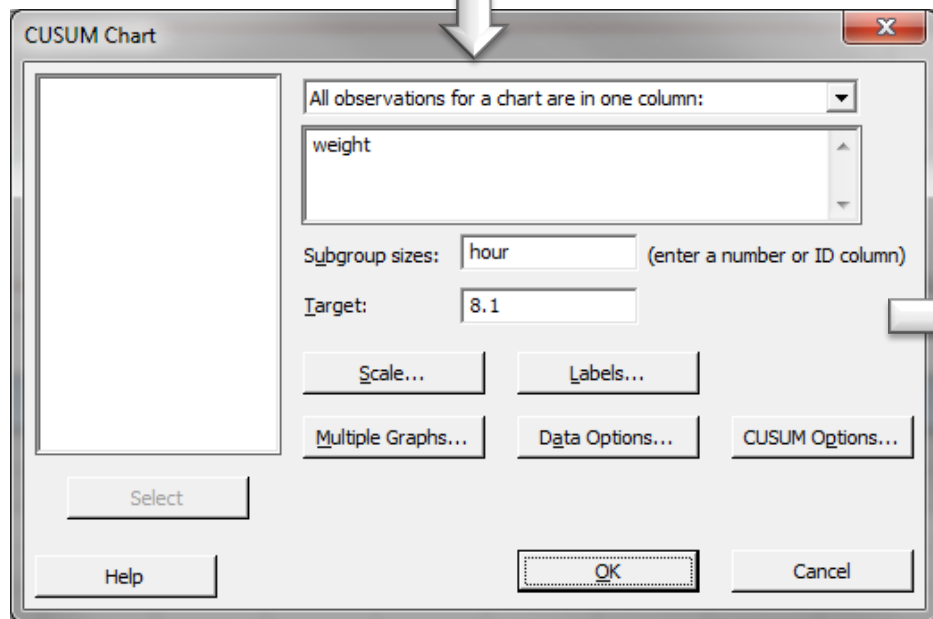 CUSUM Chart
All observations for a chart are in one column:
weight
Subgroup sizes: hour (enter a number or ID column)
Target: 8.1
Scale... Labels...
Multiple Graphs... Data Options... CUSUM Options...
Select
Help OK Cancel